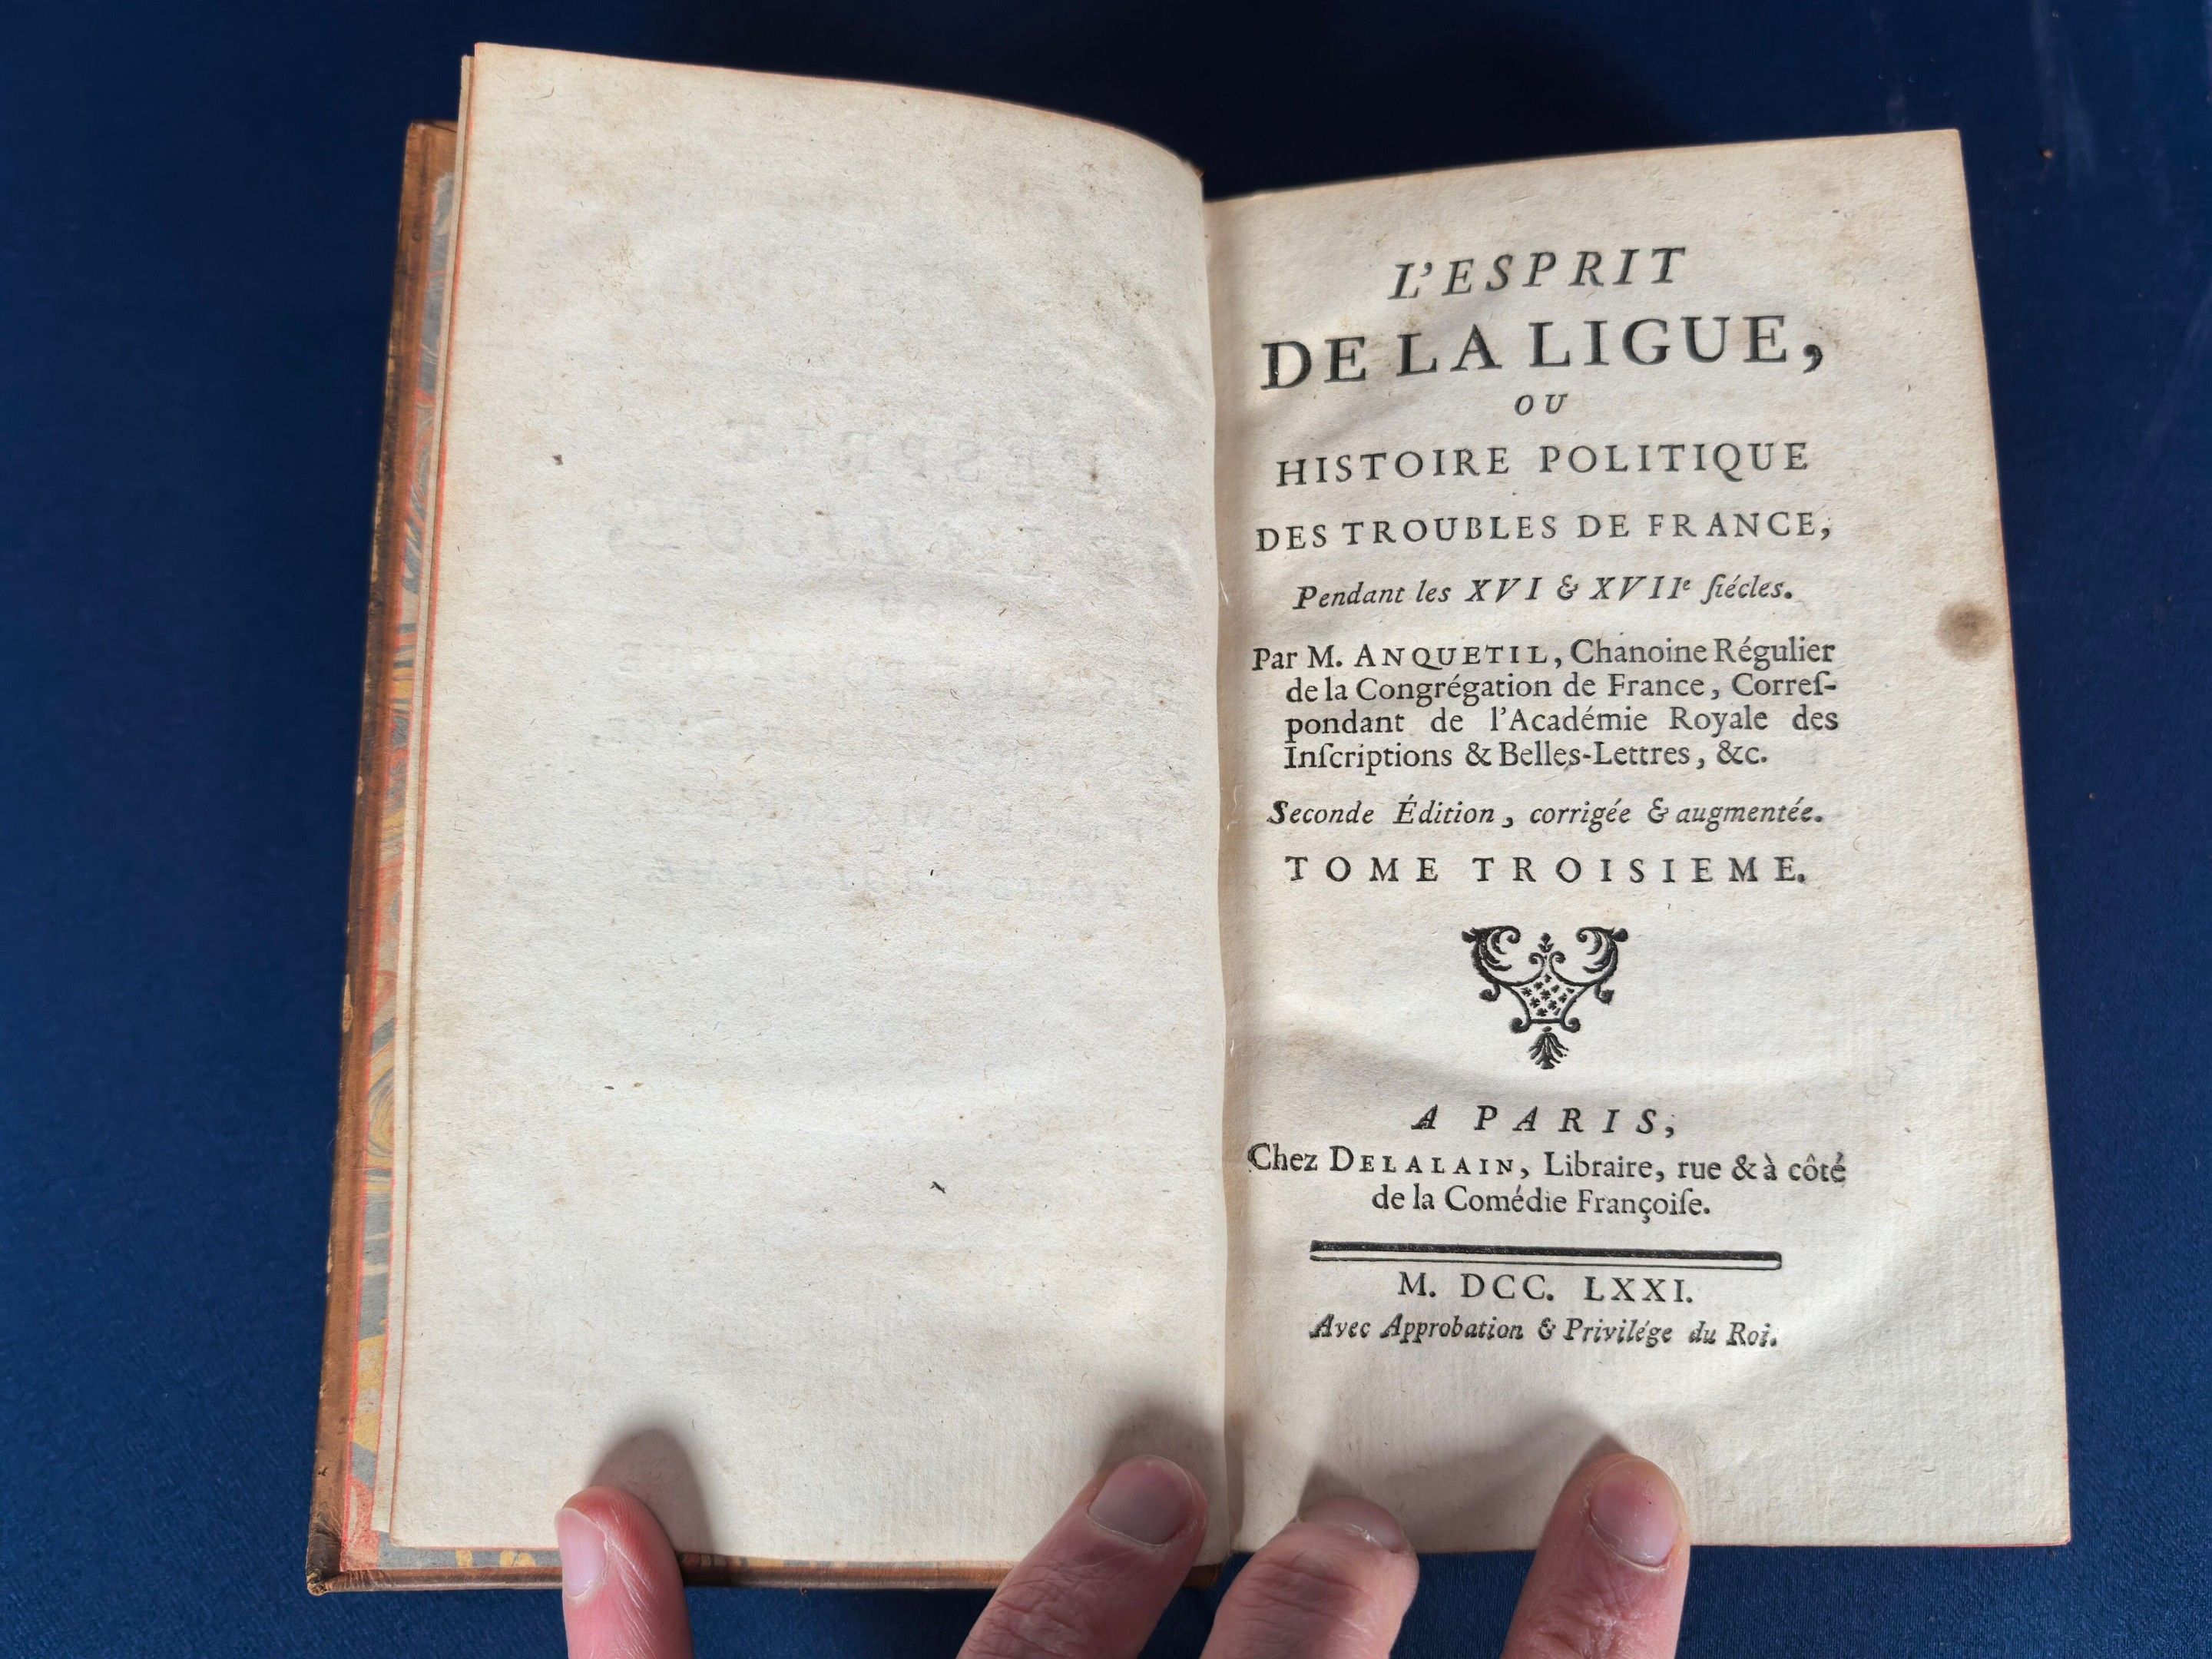 L'ESPRIT
DE LA LIGUE,
OU
HISTOIRE POLITIQUE
DES TROUBLES DE FRANCE,
Pendant les XVI & XVIIe ſiécles.
Par M. ANQUETIL, Chanoine Régulier
de la Congrégation de France, Correſ-
pondant de l'Académie Royale des
Inſcriptions & Belles-Lettres, &c.
Seconde Édition, corrigée & augmentée.
TOME TROISIEME.
A PARIS,
Chez DELALAIN, Libraire, rue & à côté
de la Comédie Françoiſe.
M. DCC. LXXI.
Avec Approbation & Privilége du Roi.